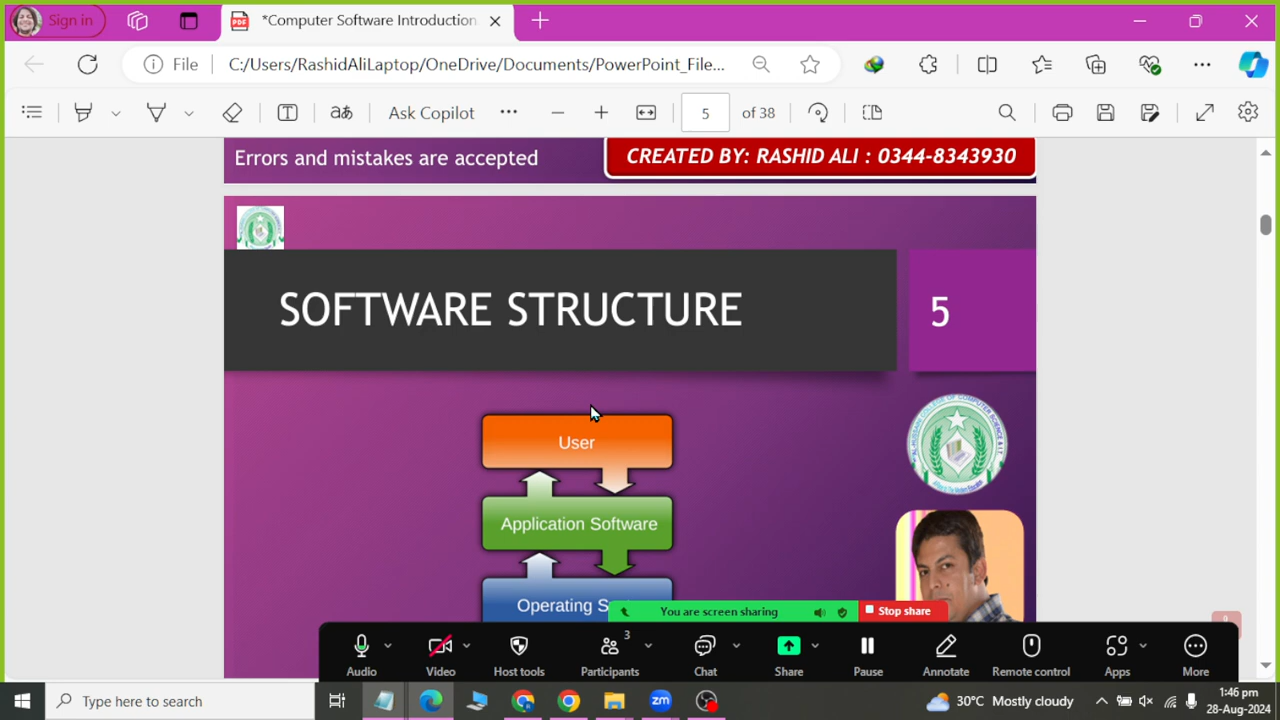 Sign in
*Computer Software Introduction
File
C:/Users/RashidAliLaptop/OneDrive/Documents/PowerPoint_File...
aあ
Ask Copilot
5
of 38
Errors and mistakes are accepted
CREATED BY: RASHID ALI : 0344-8343930
SOFTWARE STRUCTURE
5
User
Application Software
Operating
You are screen sharing
Stop share
Audio
Video
Host tools
3
Participants
Chat
Share
Pause
Annotate
Remote control
Apps
More
Type here to search
zm
30°C Mostly cloudy
1:46 pm
28-Aug-2024